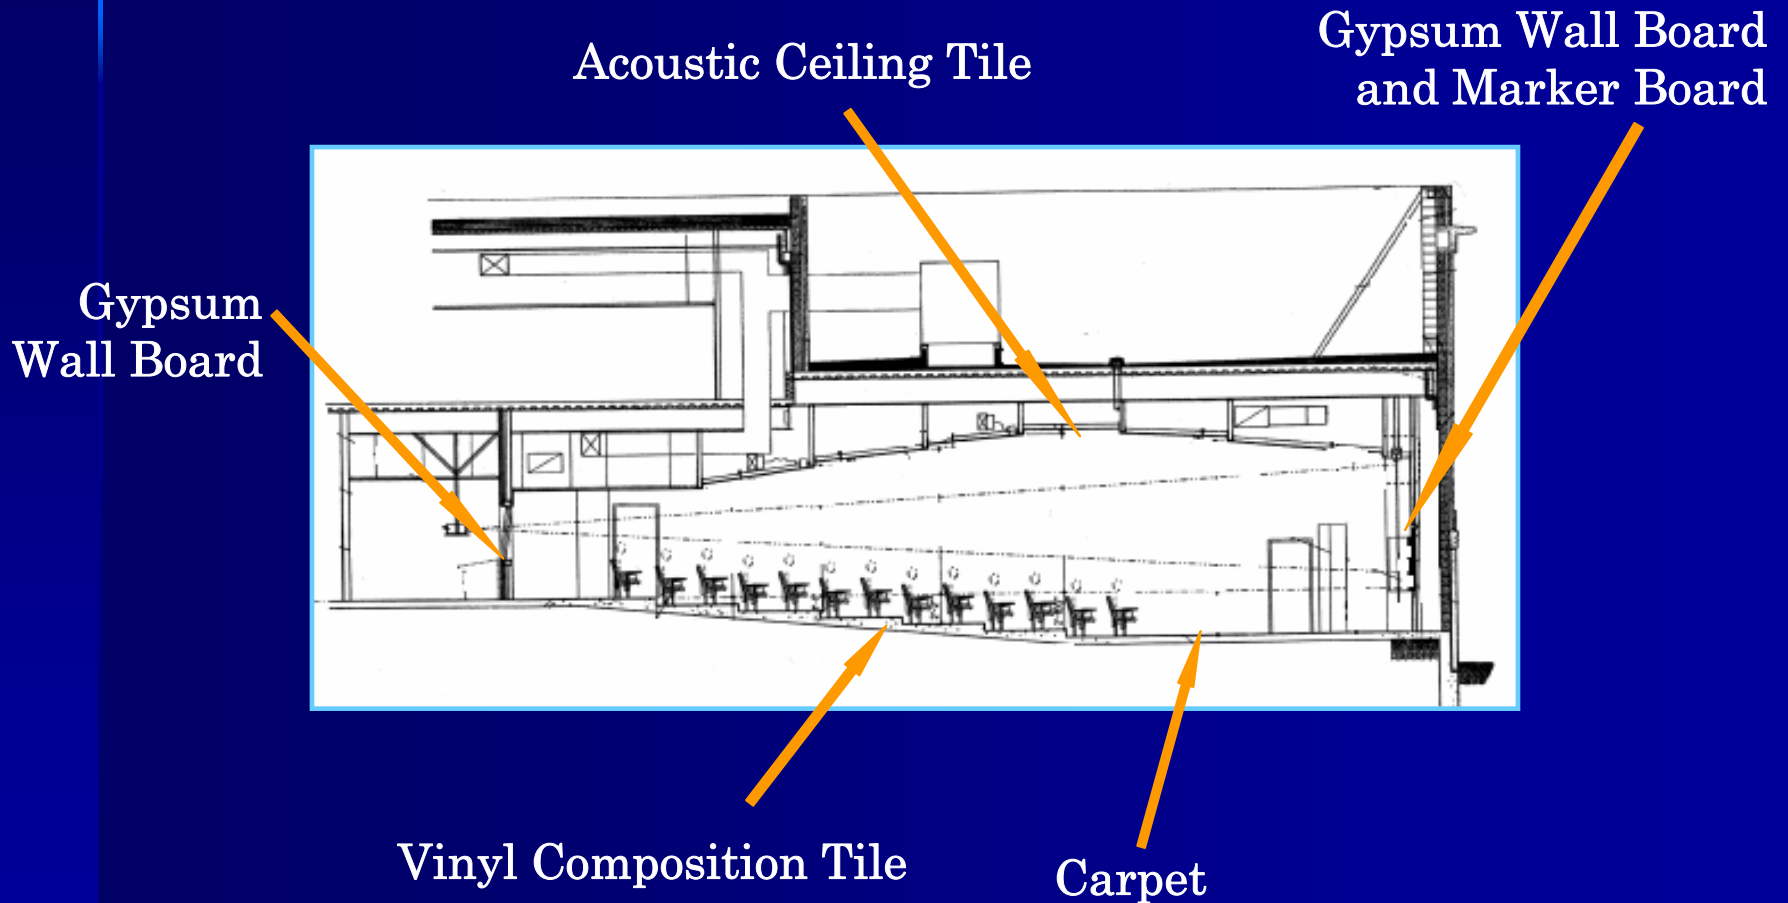 Acoustic Ceiling Tile
Gypsum Wall Board
and Marker Board
Gypsum
Wall Board
Vinyl Composition Tile
Carpet